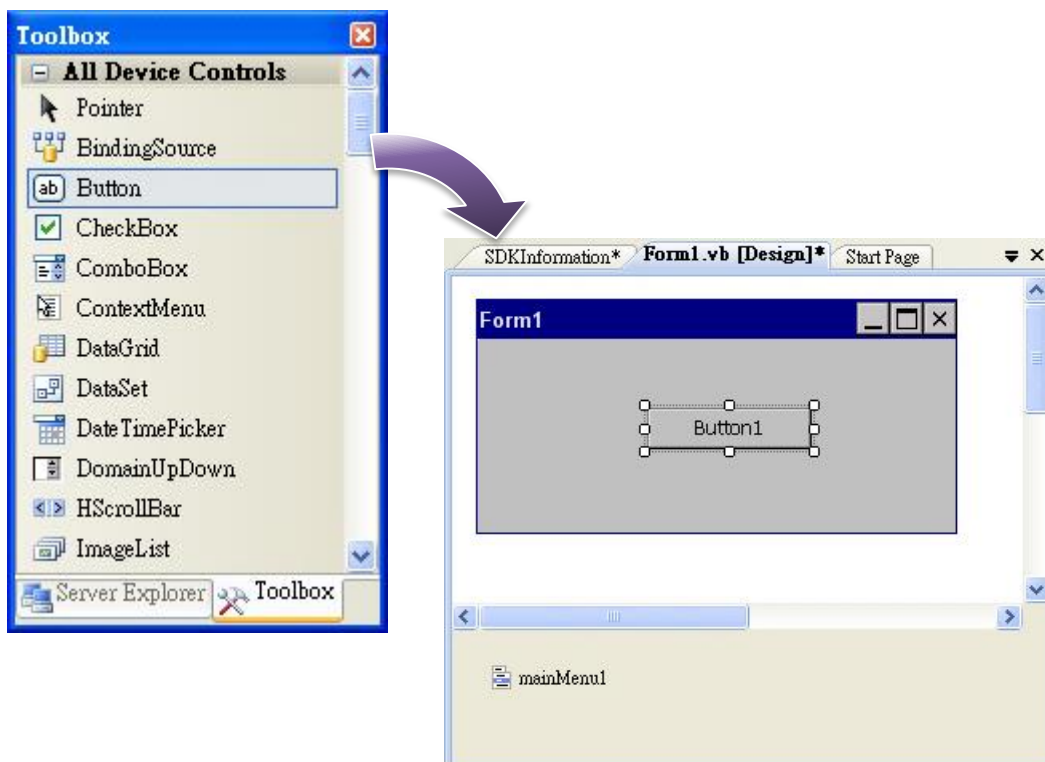 Toolbox
All Device Controls
Pointer
BindingSource
ab Button
CheckBox
ComboBox
ContextMenu
DataGrid
DataSet
DateTimePicker
DomainUpDown
HScrollBar
ImageList
Server Explorer Toolbox
SDKInformation* Form1.vb [Design]* Start Page
Form1
Button1
mainMenu1